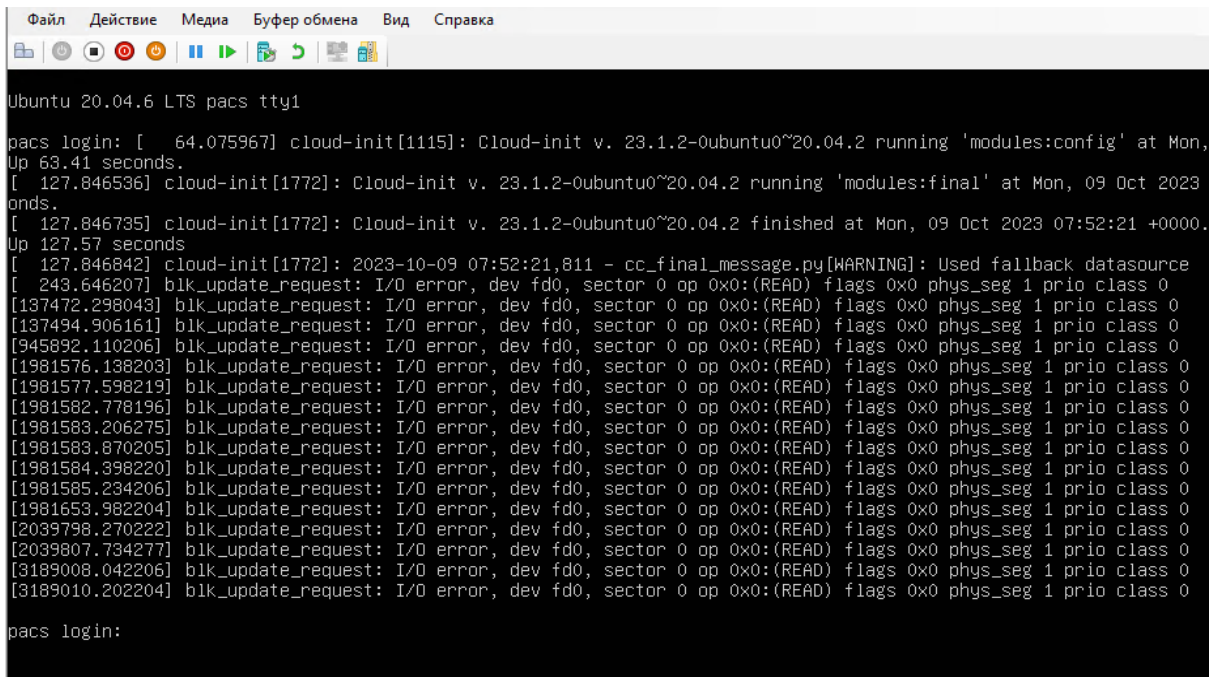 Файл Действие Медиа Буфер обмена Вид Справка
Ubuntu 20.04.6 LTS pacs tty1
pacs login: [   64.075967] cloud-init[1115]: Cloud-init v. 23.1.2-0ubuntu0~20.04.2 running 'modules:config' at Mon,
Up 63.41 seconds.
[  127.846536] cloud-init[1772]: Cloud-init v. 23.1.2-0ubuntu0~20.04.2 running 'modules:final' at Mon, 09 Oct 2023
onds.
[  127.846735] cloud-init[1772]: Cloud-init v. 23.1.2-0ubuntu0~20.04.2 finished at Mon, 09 Oct 2023 07:52:21 +0000.
Up 127.57 seconds
[  127.846842] cloud-init[1772]: 2023-10-09 07:52:21,811 - cc_final_message.py[WARNING]: Used fallback datasource
[  243.646207] blk_update_request: I/O error, dev fd0, sector 0 op 0x0:(READ) flags 0x0 phys_seg 1 prio class 0
[137472.298043] blk_update_request: I/O error, dev fd0, sector 0 op 0x0:(READ) flags 0x0 phys_seg 1 prio class 0
[137494.906161] blk_update_request: I/O error, dev fd0, sector 0 op 0x0:(READ) flags 0x0 phys_seg 1 prio class 0
[945892.110206] blk_update_request: I/O error, dev fd0, sector 0 op 0x0:(READ) flags 0x0 phys_seg 1 prio class 0
[1981576.138203] blk_update_request: I/O error, dev fd0, sector 0 op 0x0:(READ) flags 0x0 phys_seg 1 prio class 0
[1981577.598219] blk_update_request: I/O error, dev fd0, sector 0 op 0x0:(READ) flags 0x0 phys_seg 1 prio class 0
[1981582.778196] blk_update_request: I/O error, dev fd0, sector 0 op 0x0:(READ) flags 0x0 phys_seg 1 prio class 0
[1981583.206275] blk_update_request: I/O error, dev fd0, sector 0 op 0x0:(READ) flags 0x0 phys_seg 1 prio class 0
[1981583.870205] blk_update_request: I/O error, dev fd0, sector 0 op 0x0:(READ) flags 0x0 phys_seg 1 prio class 0
[1981584.398220] blk_update_request: I/O error, dev fd0, sector 0 op 0x0:(READ) flags 0x0 phys_seg 1 prio class 0
[1981585.234206] blk_update_request: I/O error, dev fd0, sector 0 op 0x0:(READ) flags 0x0 phys_seg 1 prio class 0
[1981653.982204] blk_update_request: I/O error, dev fd0, sector 0 op 0x0:(READ) flags 0x0 phys_seg 1 prio class 0
[2039798.270222] blk_update_request: I/O error, dev fd0, sector 0 op 0x0:(READ) flags 0x0 phys_seg 1 prio class 0
[2039807.734277] blk_update_request: I/O error, dev fd0, sector 0 op 0x0:(READ) flags 0x0 phys_seg 1 prio class 0
[3189008.042206] blk_update_request: I/O error, dev fd0, sector 0 op 0x0:(READ) flags 0x0 phys_seg 1 prio class 0
[3189010.202204] blk_update_request: I/O error, dev fd0, sector 0 op 0x0:(READ) flags 0x0 phys_seg 1 prio class 0
pacs login: